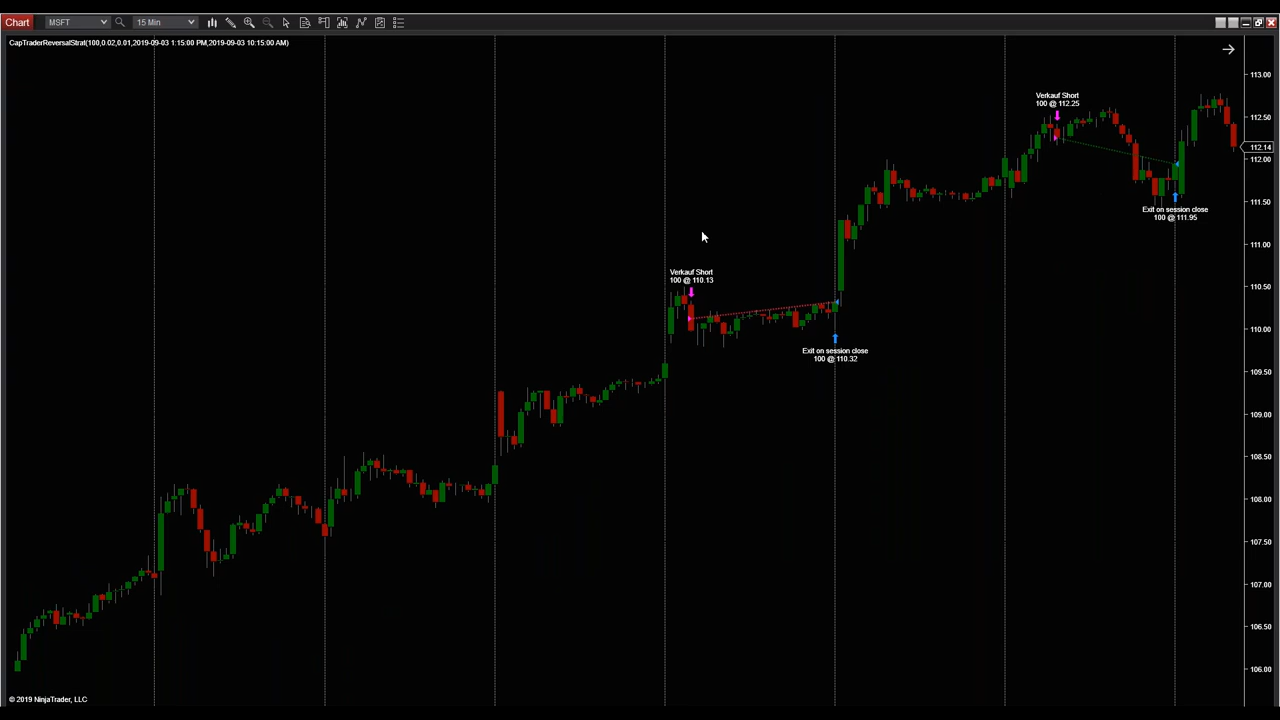 Chart MSFT 15 Min
CapTraderReversalStrat(100,0.02,0.01,2019-09-03 1:15:00 PM,2019-09-03 10:15:00 AM)
113.00
Verkauf Short
100 @ 112.25
112.50
112.14
112.00
111.50
Exit on session close
100 @ 111.95
111.00
Verkauf Short
100 @ 110.13
110.50
110.00
Exit on session close
100 @ 110.32
109.50
109.00
108.50
108.00
107.50
107.00
106.50
106.00
© 2019 NinjaTrader, LLC